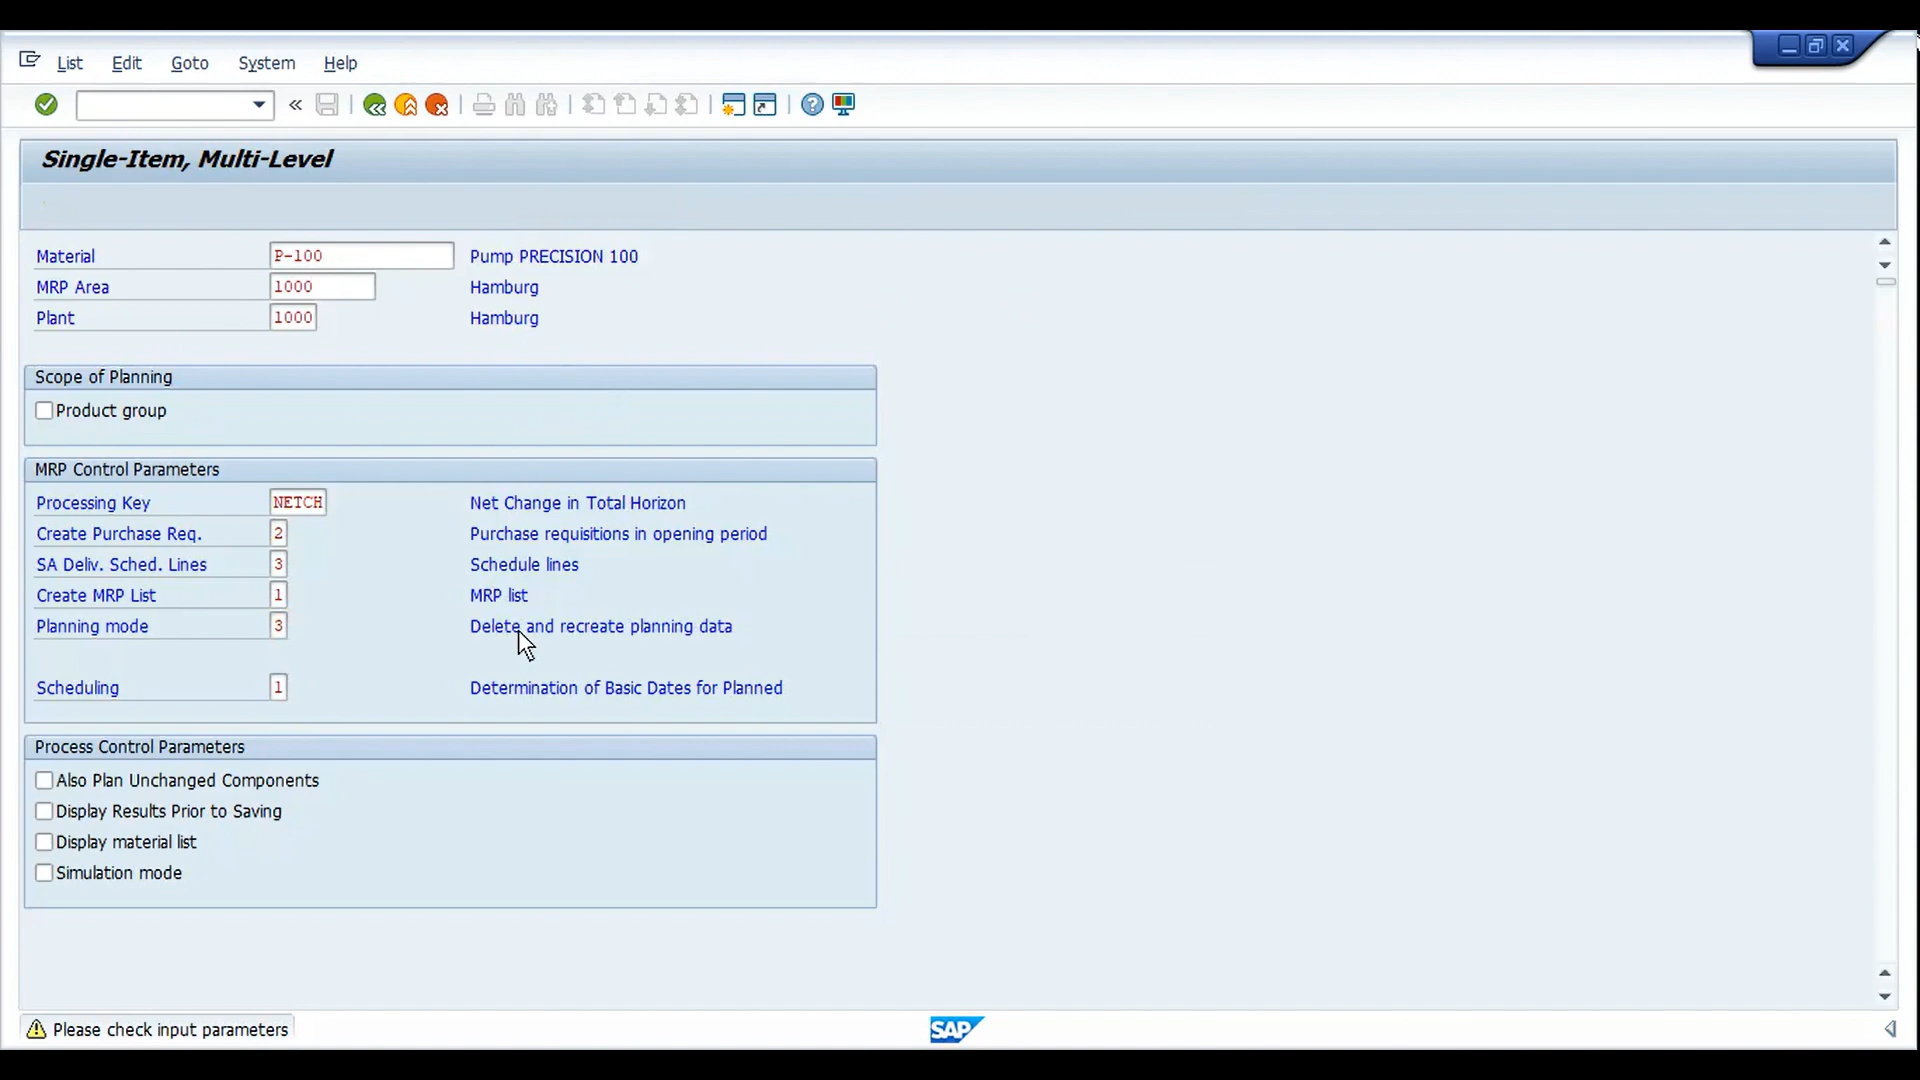 List Edit Goto System Help
Single-Item, Multi-Level
Material P-100 Pump PRECISION 100
MRP Area 1000 Hamburg
Plant 1000 Hamburg
Scope of Planning
Product group
MRP Control Parameters
Processing Key NETCH Net Change in Total Horizon
Create Purchase Req. 2 Purchase requisitions in opening period
SA Deliv. Sched. Lines 3 Schedule lines
Create MRP List 1 MRP list
Planning mode 3 Delete and recreate planning data
Scheduling 1 Determination of Basic Dates for Planned
Process Control Parameters
Also Plan Unchanged Components
Display Results Prior to Saving
Display material list
Simulation mode
Please check input parameters SAP